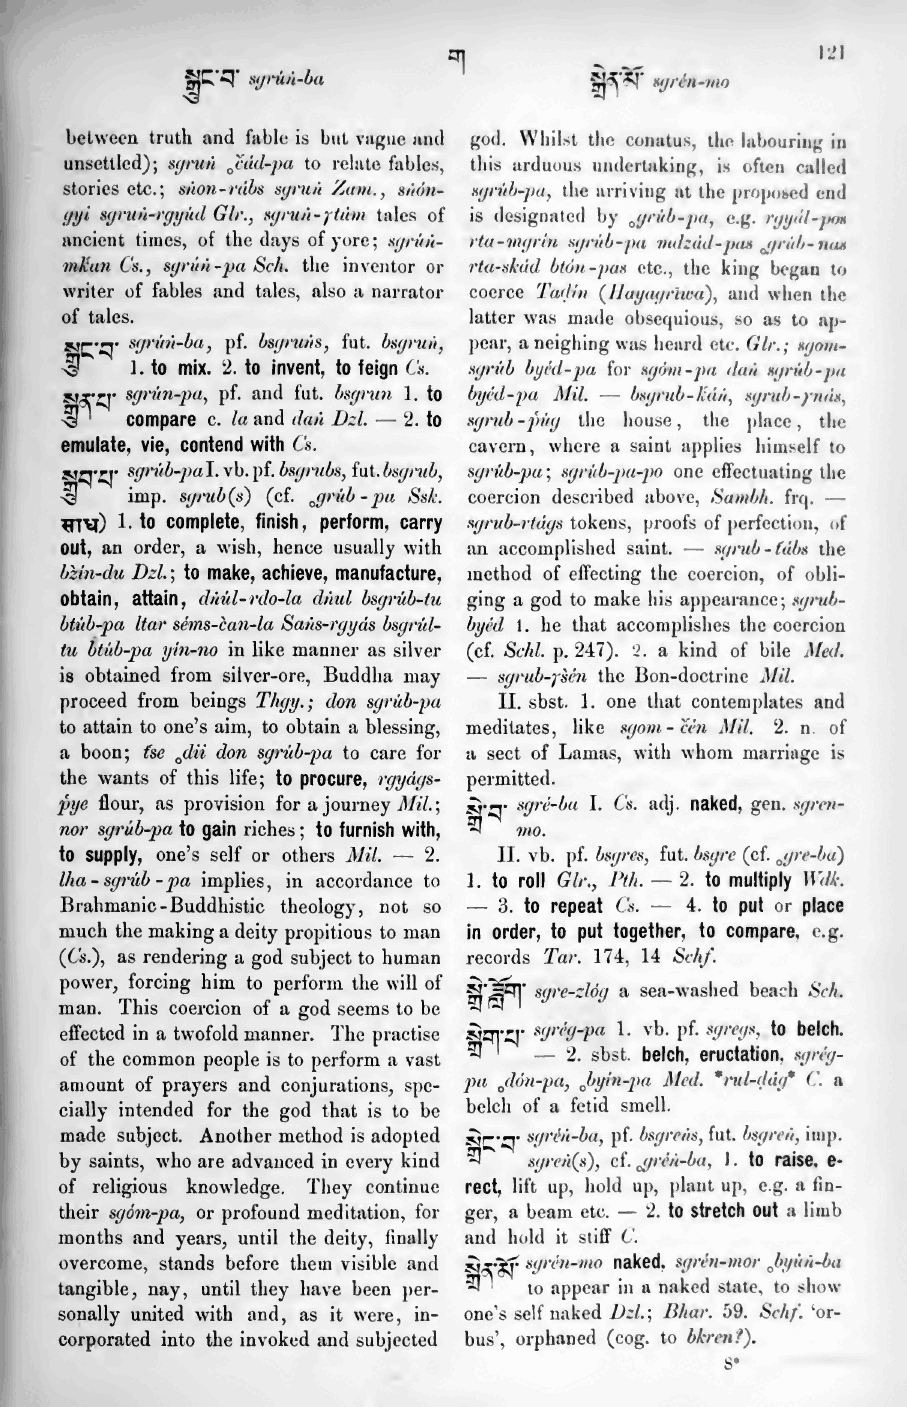 ག
121
སྒྲུང་བ་ sgrúṅ-ba
སྒྲེན་མོ་ sgrén-mo
between truth and fable is but vague and
unsettled); sgruṅ ₒčád-pa to relate fables,
stories etc.; sṅon-rábs sgruṅ Zam., sṅón-
gyi sgruṅ-rgyúd Glr., sgruṅ-ɣtám tales of
ancient times, of the days of yore; sgrúṅ-
mḱan Cs., sgrúṅ-pa Sch. the inventor or
writer of fables and tales, also a narrator
of tales.
སྒྲུང་བ་ sgrúṅ-ba, pf. bsgruṅs, fut. bsgruṅ,
1. to mix. 2. to invent, to feign Cs.
སྒྲུན་པ་ sgrún-pa, pf. and fut. bsgrun 1. to
compare c. la and daṅ Dzl. — 2. to
emulate, vie, contend with Cs.
སྒྲུབ་པ་ sgrúb-pa I. vb. pf. bsgrubs, fut. bsgrub,
imp. sgrub(s) (cf. ₒgrúb-pa Ssk.
साध) 1. to complete, finish, perform, carry
out, an order, a wish, hence usually with
bžin-du Dzl.; to make, achieve, manufacture,
obtain, attain, dṅúl-rdo-la dṅul bsgrúb-tu
btúb-pa ltar séms-čan-la Saṅs-rgyás bsgrúb-
tu btúb-pa yin-no in like manner as silver
is obtained from silver-ore, Buddha may
proceed from beings Thgy.; don sgrúb-pa
to attain to one's aim, to obtain a blessing,
a boon; tse ₒdii don sgrúb-pa to care for
the wants of this life; to procure, rgyágs-
ṕye flour, as provision for a journey Mil.;
nor sgrúb-pa to gain riches; to furnish with,
to supply, one's self or others Mil. — 2.
lha-sgrúb-pa implies, in accordance to
Brahmanic-Buddhistic theology, not so
much the making a deity propitious to man
(Cs.), as rendering a god subject to human
power, forcing him to perform the will of
man. This coercion of a god seems to be
effected in a twofold manner. The practise
of the common people is to perform a vast
amount of prayers and conjurations, spe-
cially intended for the god that is to be
made subject. Another method is adopted
by saints, who are advanced in every kind
of religious knowledge. They continue
their sgóm-pa, or profound meditation, for
months and years, until the deity, finally
overcome, stands before them visible and
tangible, nay, until they have been per-
sonally united with and, as it were, in-
corporated into the invoked and subjected
god. Whilst the conatus, the labouring in
this arduous undertaking, is often called
sgrúb-pa, the arriving at the proposed end
is designated by ₒgrúb-pa, e.g. rgyál-pos
rta-mgrin sgrúb-pa mdzád-pas ₒgrúb-nas
rta-skád btón-pas etc., the king began to
coerce Taḍin (Hayagrīwa), and when the
latter was made obsequious, so as to ap-
pear, a neighing was heard etc. Glr.; sgom-
sgrúb byéd-pa for sgóm-pa daṅ sgrúb-pa
byéd-pa Mil. — bsgrub-ḱáṅ, sgrub-ɣnás,
sgrub-ṕúg the house, the place, the
cavern, where a saint applies himself to
sgrúb-pa; sgrúb-pa-po one effectuating the
coercion described above, Sambh. frq. —
sgrub-rtágs tokens, proofs of perfection, of
an accomplished saint. — sgrub-tábs the
method of effecting the coercion, of obli-
ging a god to make his appearance; sgrub-
byéd 1. he that accomplishes the coercion
(cf. Schl. p. 247). 2. a kind of bile Med.
— sgrub-ɣšén the Bon-doctrine Mil.
II. sbst. 1. one that contemplates and
meditates, like sgom-čén Mil. 2. n. of
a sect of Lamas, with whom marriage is
permitted.
སྒྲེ་བ་ sgré-ba I. Cs. adj. naked, gen. sgren-
mo.
II. vb. pf. bsgres, fut. bsgre (cf. ₒgre-ba)
1. to roll Glr., Pth. — 2. to multiply Wdk.
— 3. to repeat Cs. — 4. to put or place
in order, to put together, to compare, e.g.
records Tar. 174, 14 Schf.
སྒྲེ་ཟློག་ sgre-zlóg a sea-washed beach Sch.
སྒྲེག་པ་ sgrég-pa 1. vb. pf. sgregs, to belch.
— 2. sbst. belch, eructation, sgrég-
pa ₒdón-pa, ₒbyin-pa Med. *rul-ḍág* C. a
belch of a fetid smell.
སྒྲེང་བ་ sgréṅ-ba, pf. bsgreṅs, fut. bsgreṅ, imp.
sgreṅ(s), cf. ₒgréṅ-ba, 1. to raise, e-
rect, lift up, hold up, plant up, e.g. a fin-
ger, a beam etc. — 2. to stretch out a limb
and hold it stiff C.
སྒྲེན་མོ་ sgrén-mo naked, sgrén-mor ₒbyúṅ-ba
to appear in a naked state, to show
one's self naked Dzl.; Bhar. 59. Schf. 'or-
bus', orphaned (cog. to bkren?).
8*